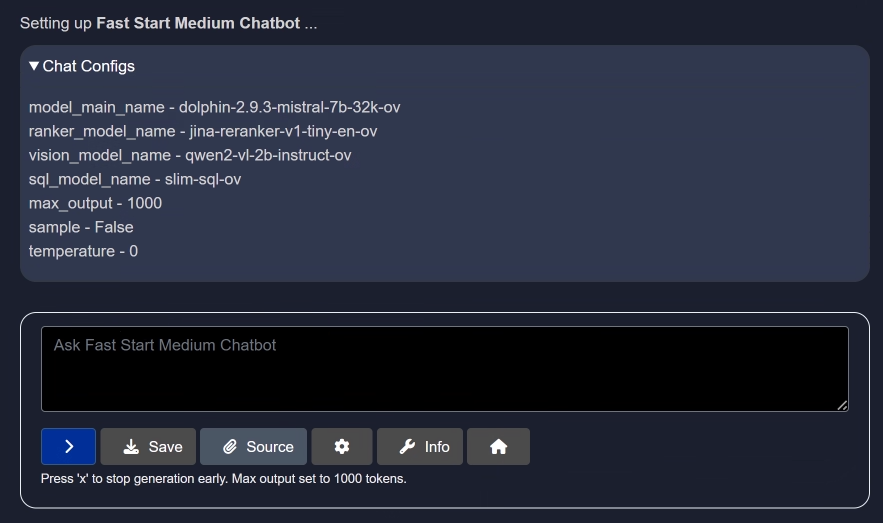 Setting up Fast Start Medium Chatbot ...
▼ Chat Configs
model_main_name - dolphin-2.9.3-mistral-7b-32k-ov
ranker_model_name - jina-reranker-v1-tiny-en-ov
vision_model_name - qwen2-vl-2b-instruct-ov
sql_model_name - slim-sql-ov
max_output - 1000
sample - False
temperature - 0
Ask Fast Start Medium Chatbot
Save Source Info
Press 'x' to stop generation early. Max output set to 1000 tokens.